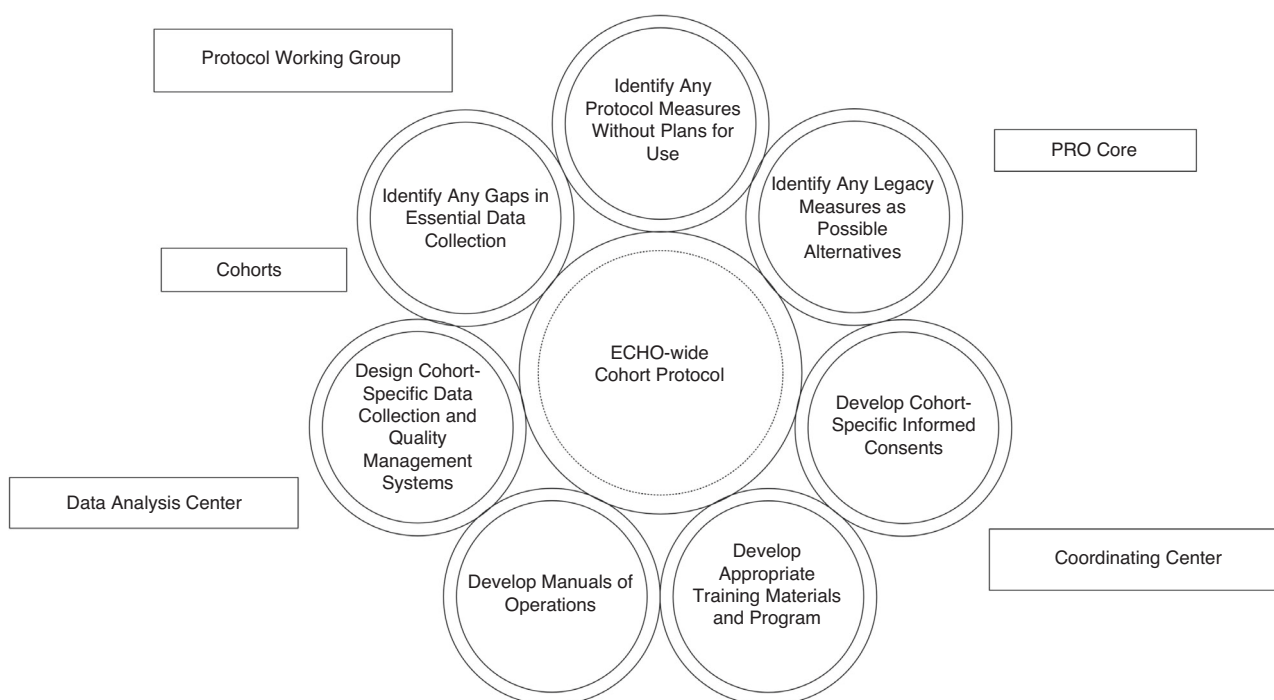 Protocol Working Group
Identify Any
Protocol Measures
Without Plans for
Use
PRO Core
Identify Any Gaps in
Essential Data
Collection
Identify Any Legacy
Measures as
Possible
Alternatives
Cohorts
ECHO-wide
Cohort Protocol
Design Cohort-
Specific Data
Collection and
Quality
Management
Systems
Develop Cohort-
Specific Informed
Consents
Data Analysis Center
Coordinating Center
Develop Manuals of
Operations
Develop
Appropriate
Training Materials
and Program